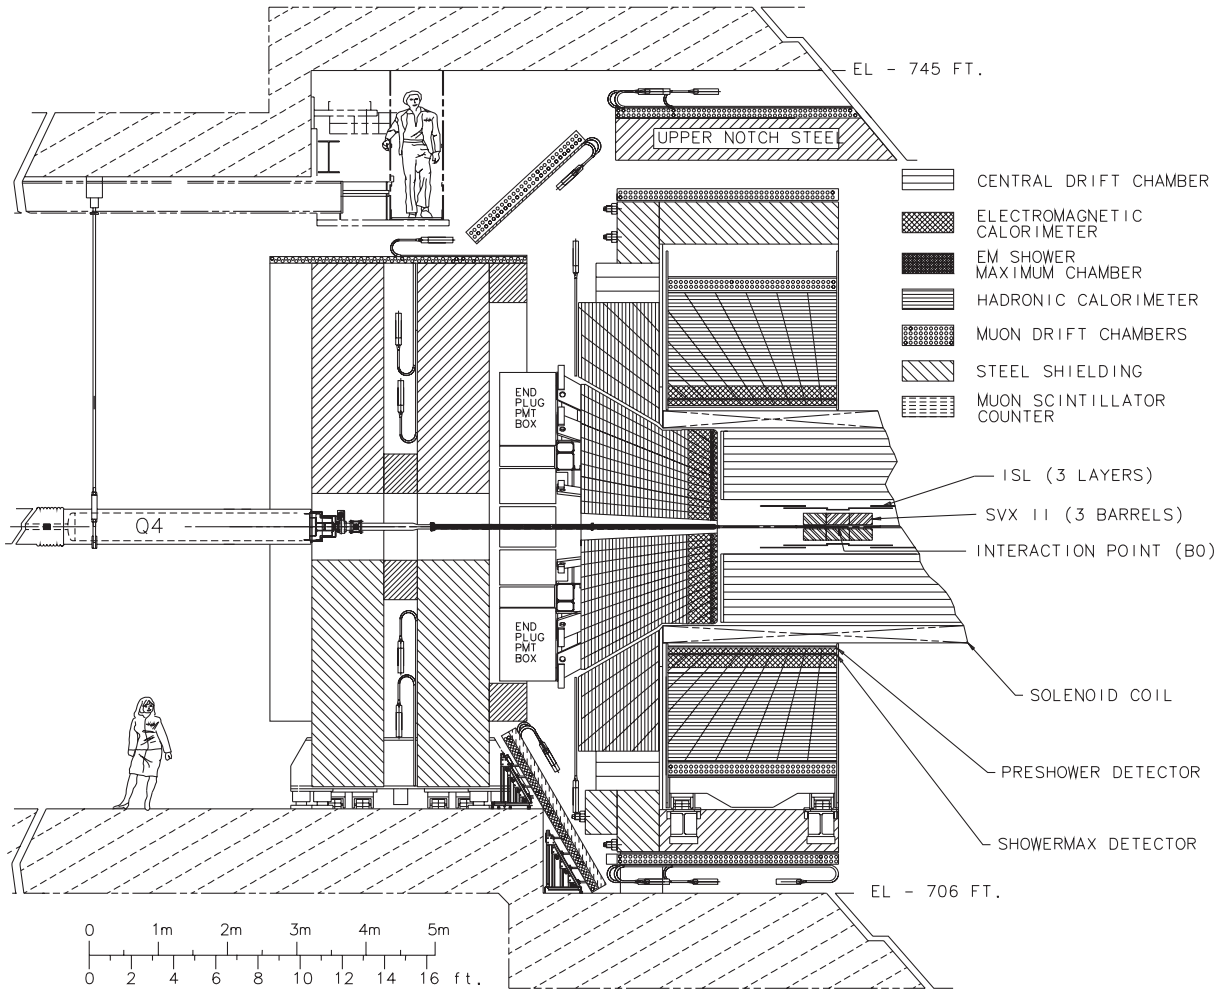 EL - 745 FT.
UPPER NOTCH STEEL
CENTRAL DRIFT CHAMBER
ELECTROMAGNETIC
CALORIMETER
EM SHOWER
MAXIMUM CHAMBER
HADRONIC CALORIMETER
MUON DRIFT CHAMBERS
STEEL SHIELDING
MUON SCINTILLATOR
COUNTER
END
PLUG
PMT
BOX
ISL (3 LAYERS)
SVX II (3 BARRELS)
INTERACTION POINT (B0)
Q4
END
PLUG
PMT
BOX
SOLENOID COIL
PRESHOWER DETECTOR
SHOWERMAX DETECTOR
EL - 706 FT.
0 1m 2m 3m 4m 5m
0 2 4 6 8 10 12 14 16 ft.